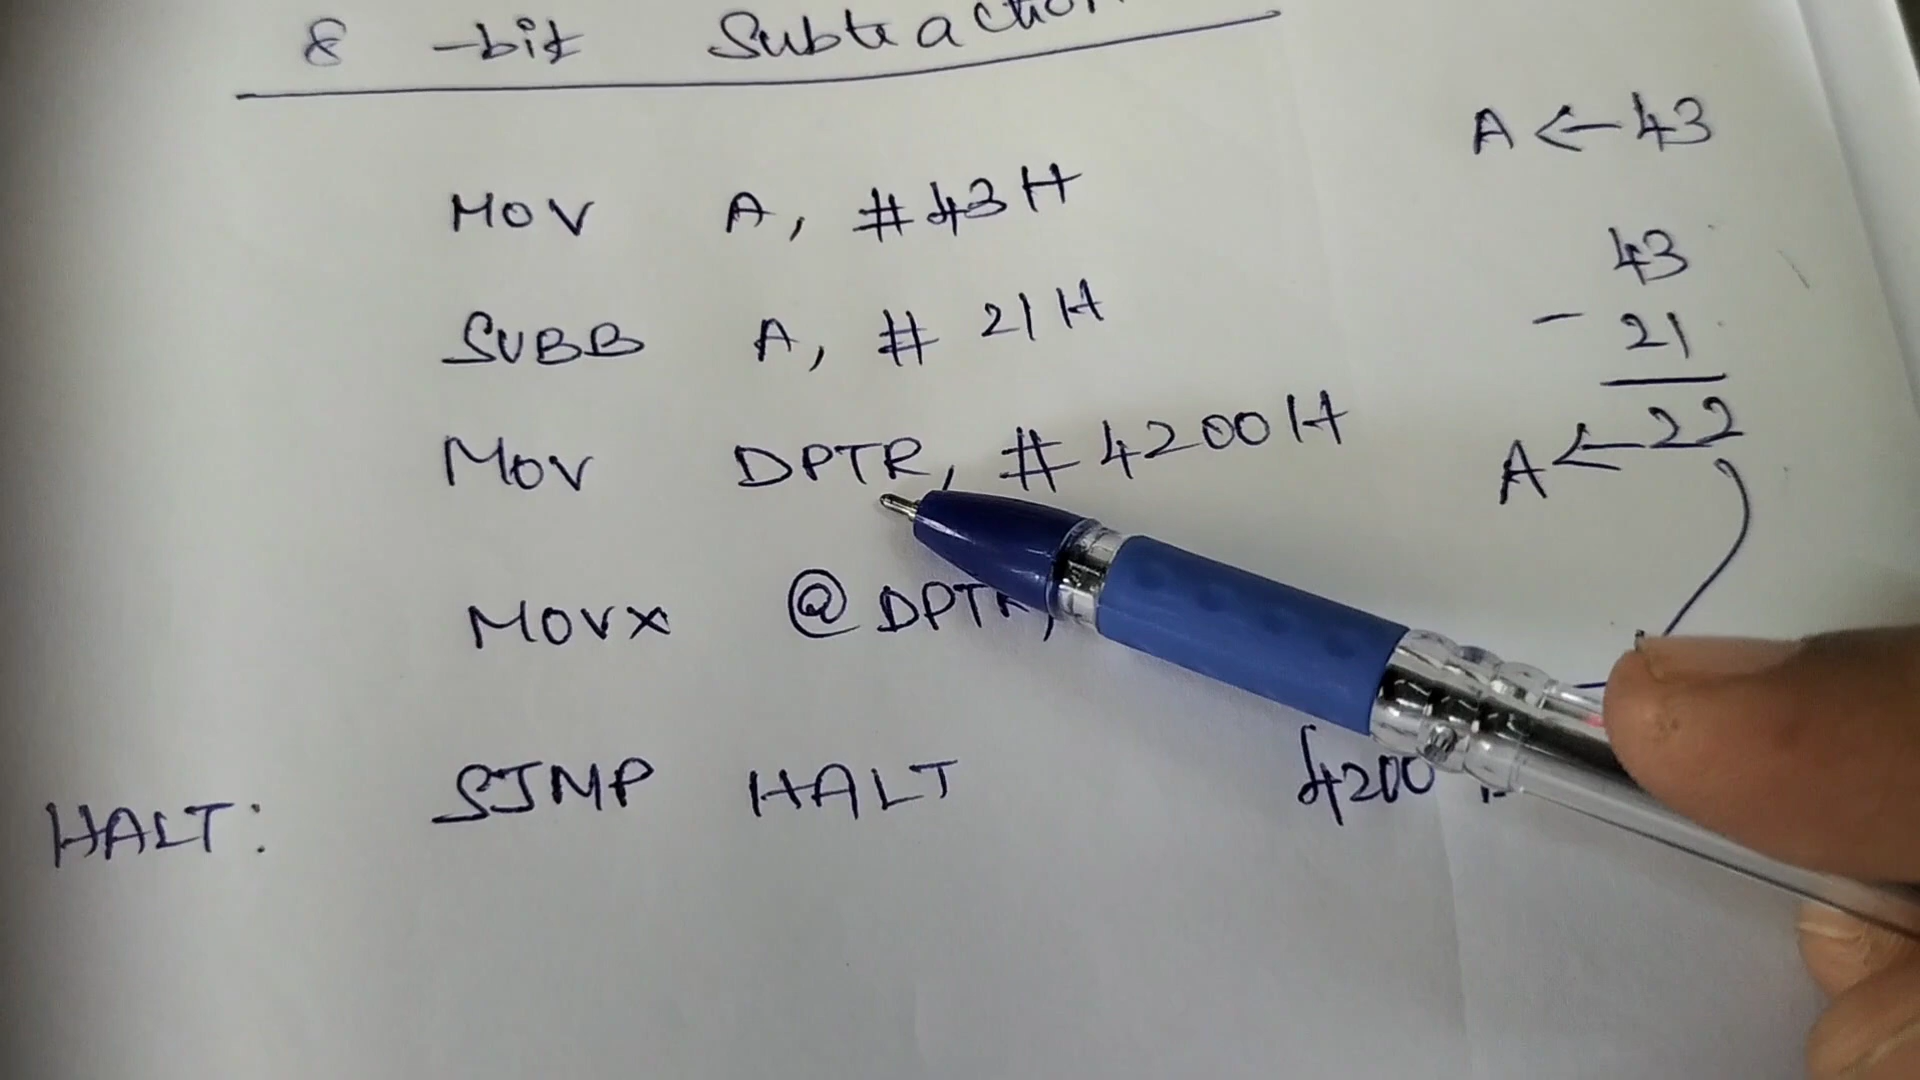 8 -bit Subtraction
MOV A, #43H
SUBB A, # 21H
MOV DPTR, #4200H
MOVX @DPTR,
HALT: SJMP HALT
A ← 43
43
- 21
A ← 22
4200